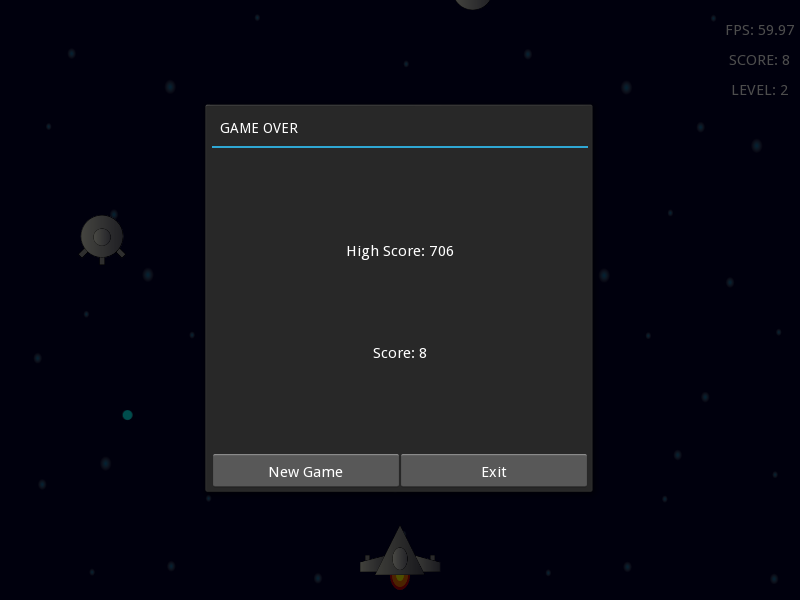 FPS: 59.97
SCORE: 8
LEVEL: 2
GAME OVER
High Score: 706
Score: 8
New Game
Exit